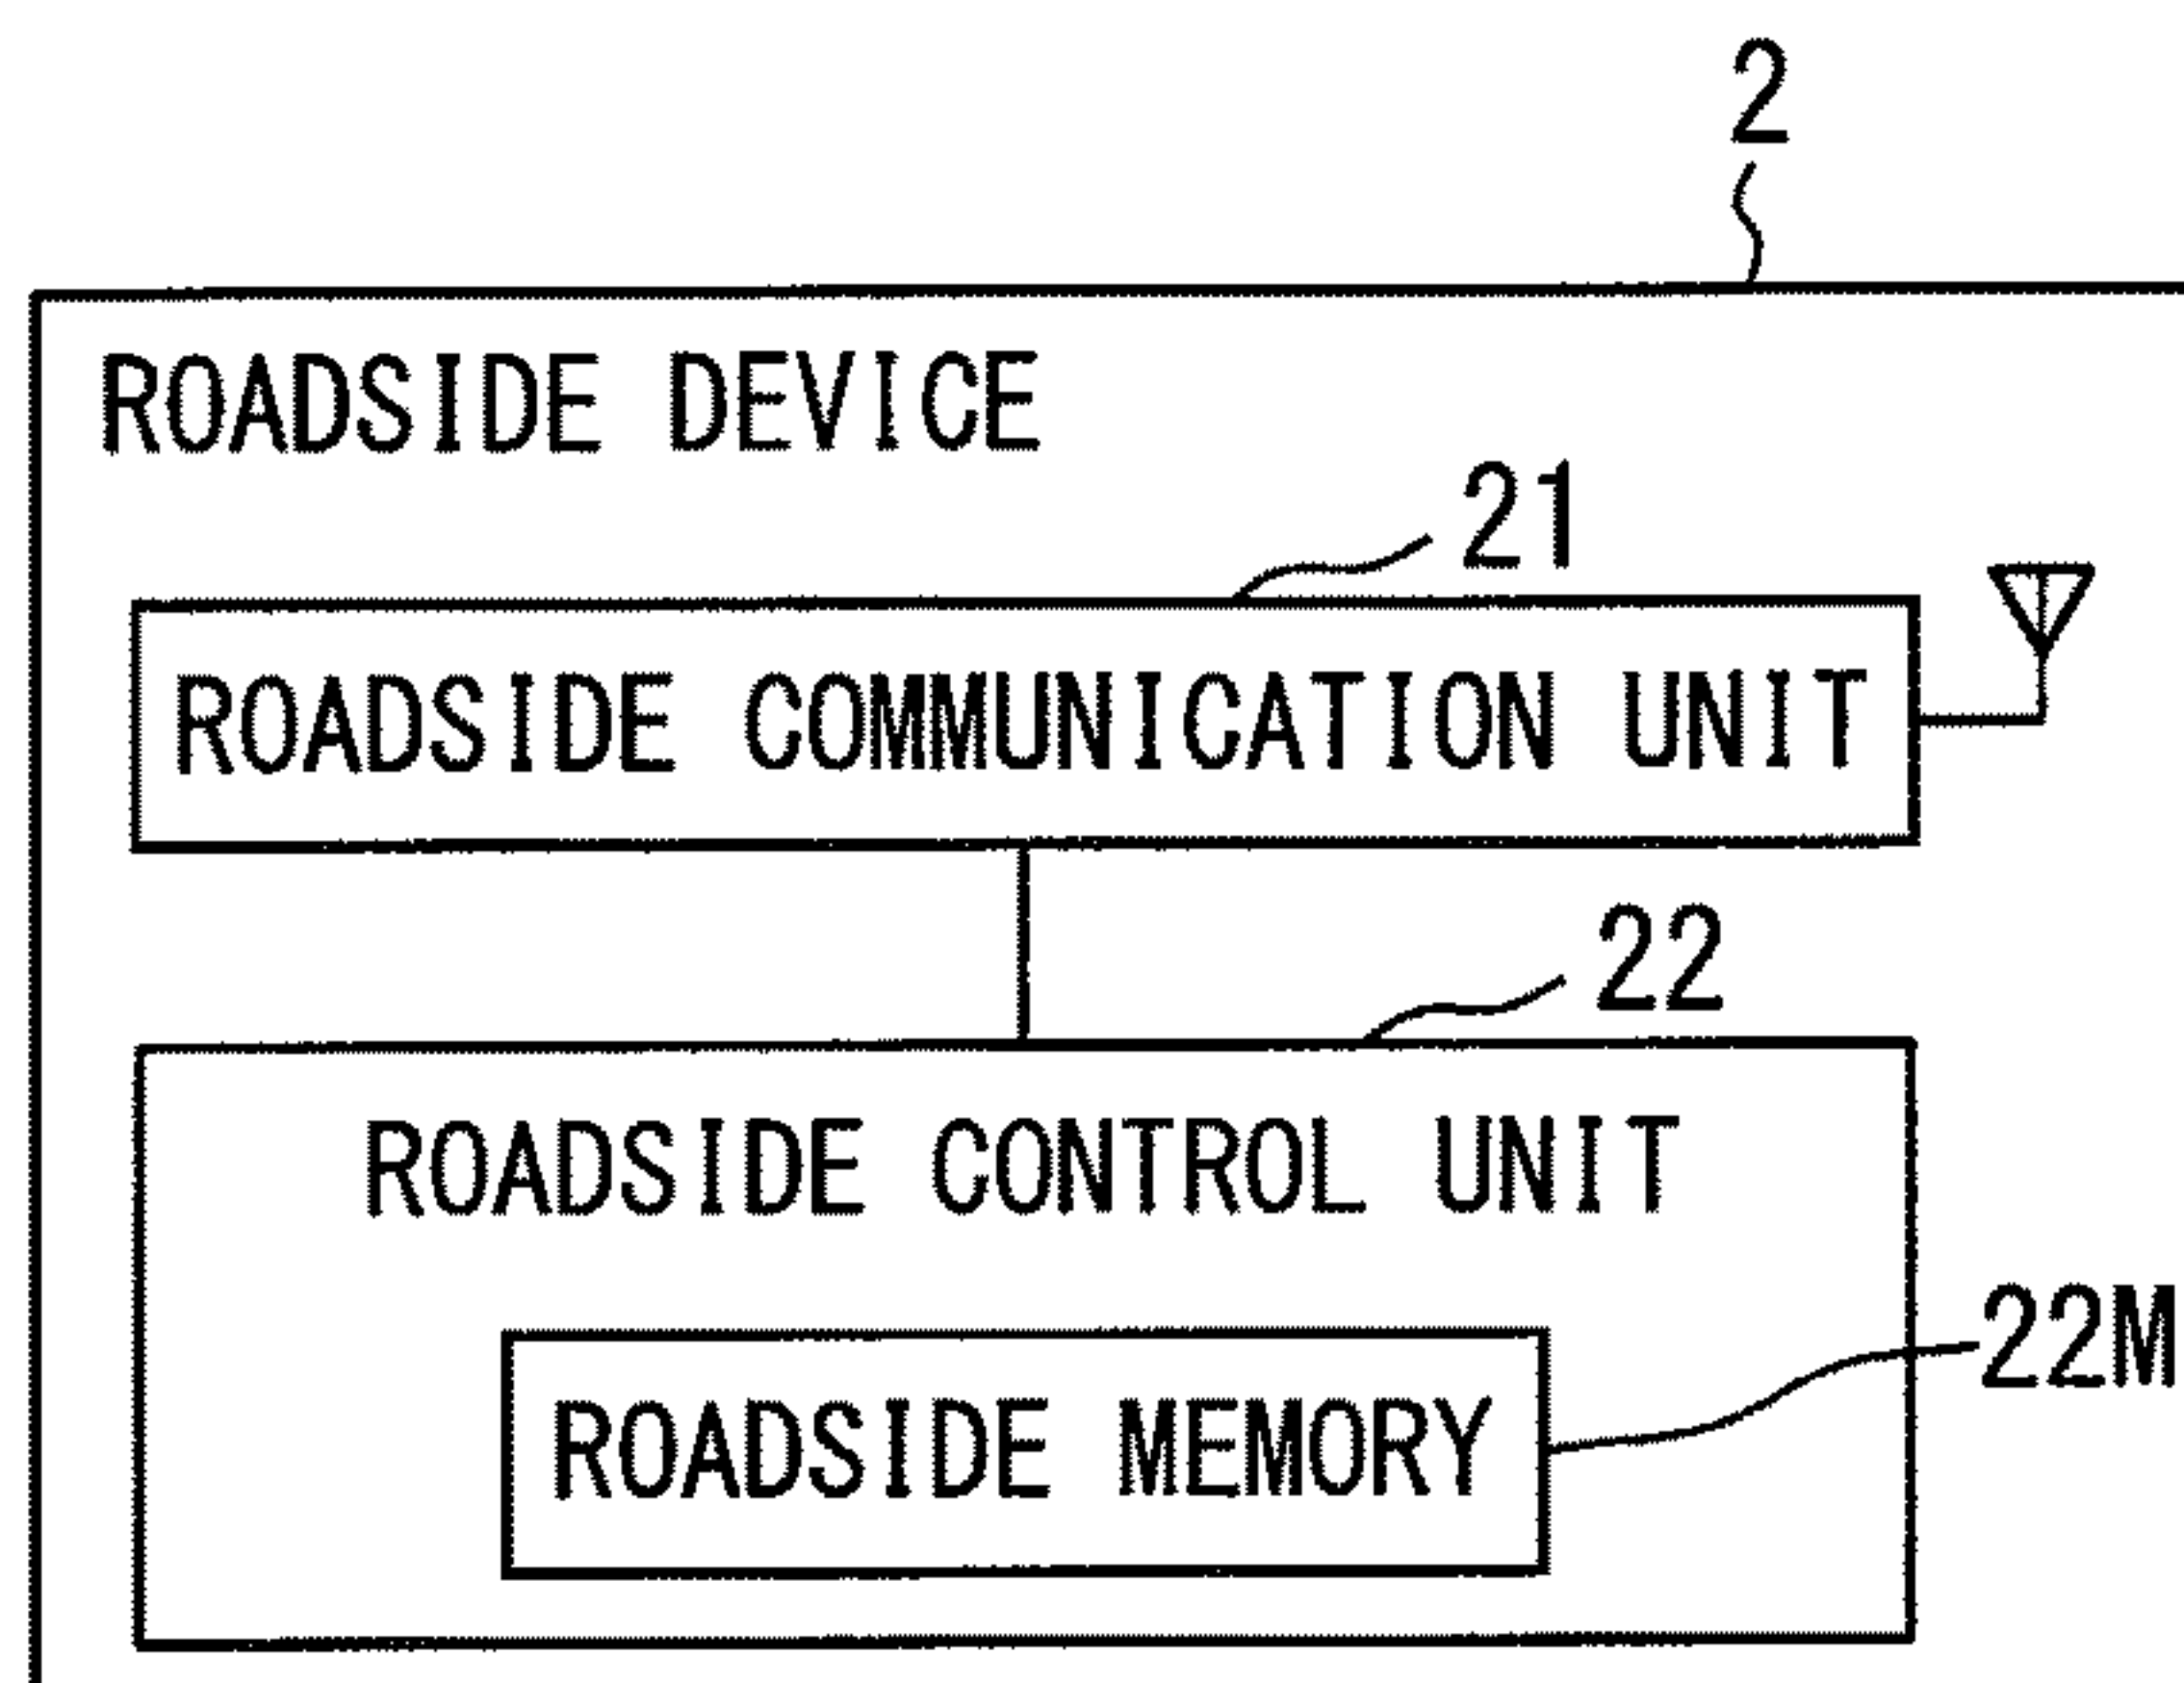 2
ROADSIDE DEVICE
21
ROADSIDE COMMUNICATION UNIT
22
ROADSIDE CONTROL UNIT
22M
ROADSIDE MEMORY